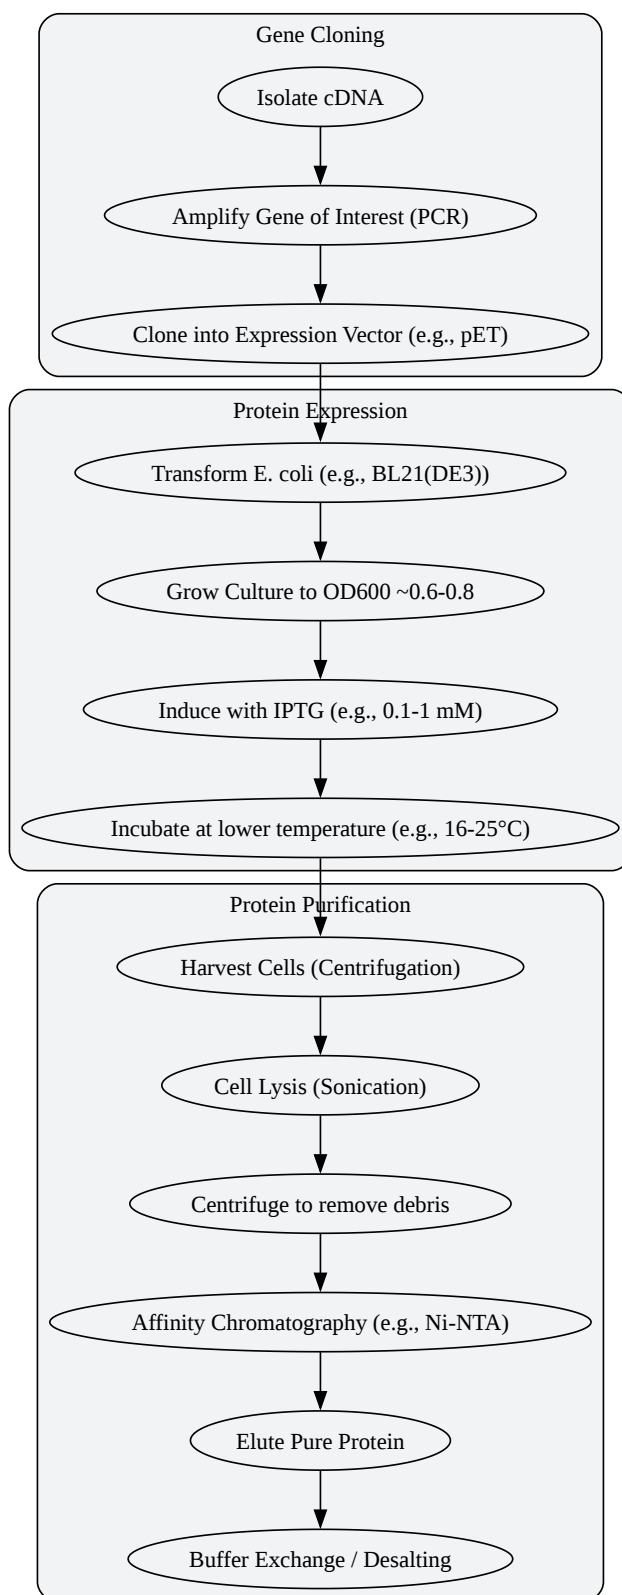 Gene Cloning
Isolate cDNA
Amplify Gene of Interest (PCR)
Clone into Expression Vector (e.g., pET)
Protein Expression
Transform E. coli (e.g., BL21(DE3))
Grow Culture to OD600 ~0.6-0.8
Induce with IPTG (e.g., 0.1-1 mM)
Incubate at lower temperature (e.g., 16-25°C)
Protein Purification
Harvest Cells (Centrifugation)
Cell Lysis (Sonication)
Centrifuge to remove debris
Affinity Chromatography (e.g., Ni-NTA)
Elute Pure Protein
Buffer Exchange / Desalting